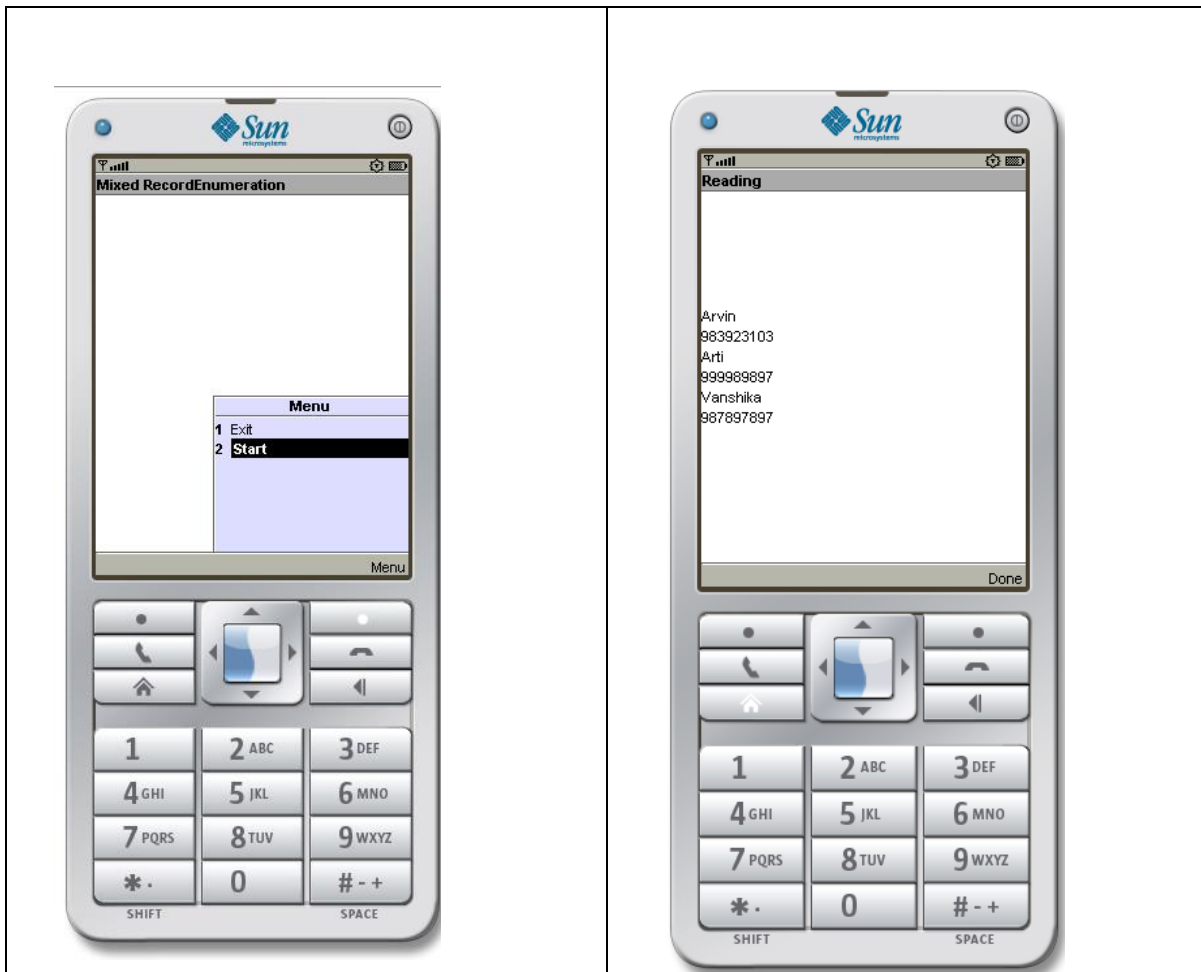 Sun
microsystems
Mixed RecordEnumeration
Menu
1 Exit
2 Start
Menu
1
2 ABC
3 DEF
4 GHI
5 JKL
6 MNO
7 PQRS
8 TUV
9 WXYZ
* .
0
# - +
SHIFT
SPACE
Sun
microsystems
Reading
Arvin
983923103
Arti
999989897
Vanshika
987897897
Done
1
2 ABC
3 DEF
4 GHI
5 JKL
6 MNO
7 PQRS
8 TUV
9 WXYZ
* .
0
# - +
SHIFT
SPACE